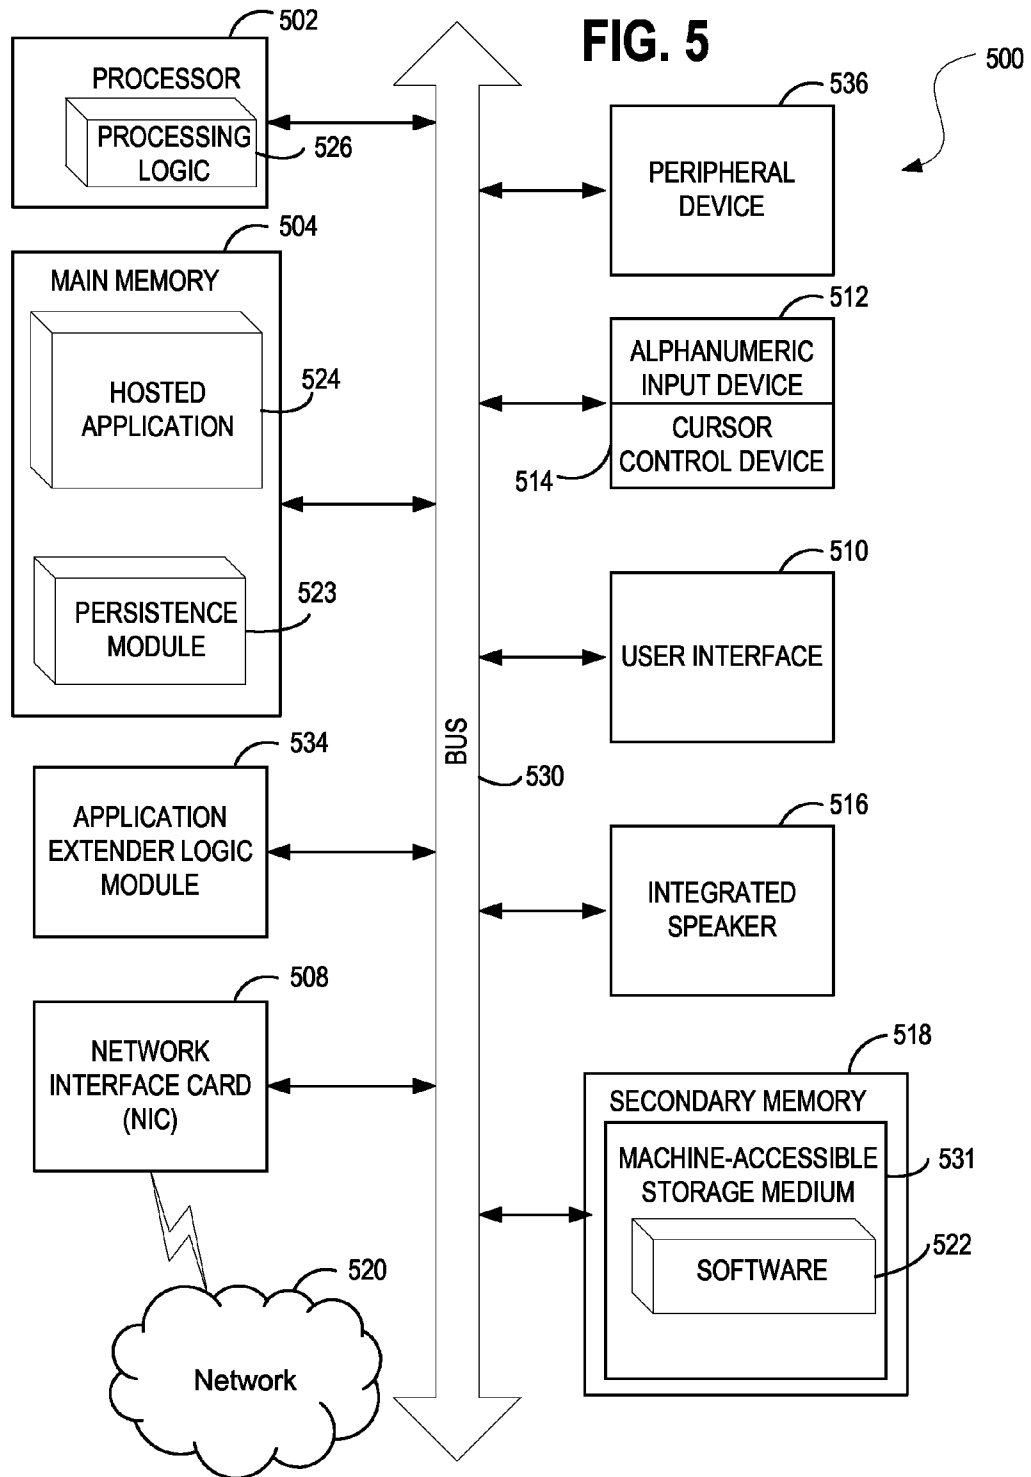 FIG. 5
500
502
PROCESSOR
PROCESSING
LOGIC
526
504
MAIN MEMORY
HOSTED
APPLICATION
524
PERSISTENCE
MODULE
523
534
APPLICATION
EXTENDER LOGIC
MODULE
508
NETWORK
INTERFACE CARD
(NIC)
520
Network
BUS
530
536
PERIPHERAL
DEVICE
512
ALPHANUMERIC
INPUT DEVICE
CURSOR
CONTROL DEVICE
514
510
USER INTERFACE
516
INTEGRATED
SPEAKER
518
SECONDARY MEMORY
MACHINE-ACCESSIBLE
STORAGE MEDIUM
531
SOFTWARE
522